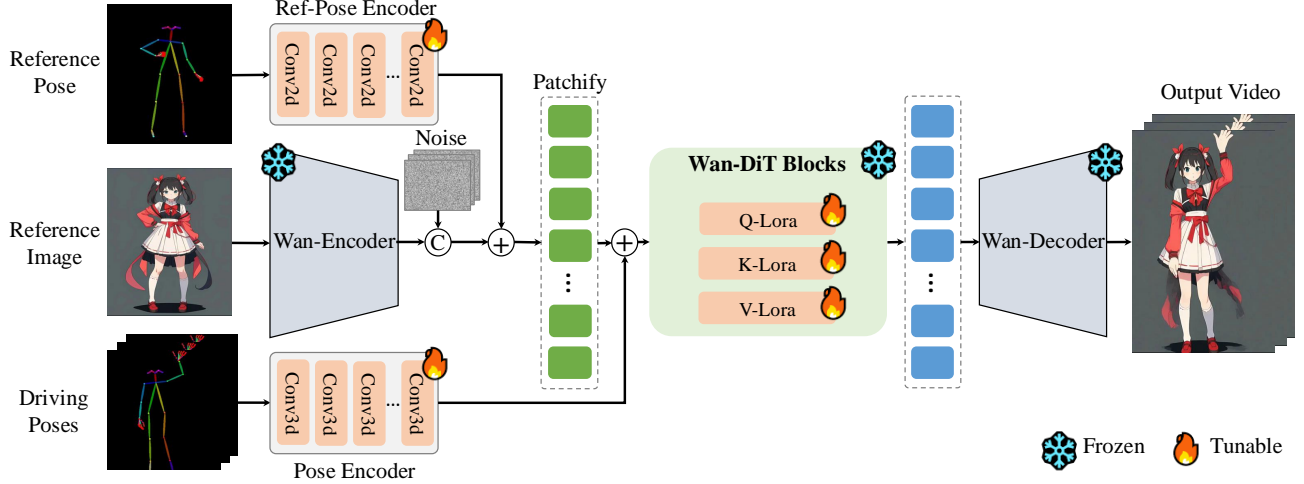 Ref-Pose Encoder
Reference
Pose
Conv2d
Conv2d
Conv2d
...
Conv2d
Patchify
Output Video
Noise
Reference
Image
Wan-Encoder
C
+
+
Wan-DiT Blocks
Q-Lora
K-Lora
V-Lora
Wan-Decoder
Driving
Poses
Conv3d
Conv3d
Conv3d
...
Conv3d
Pose Encoder
Frozen
Tunable